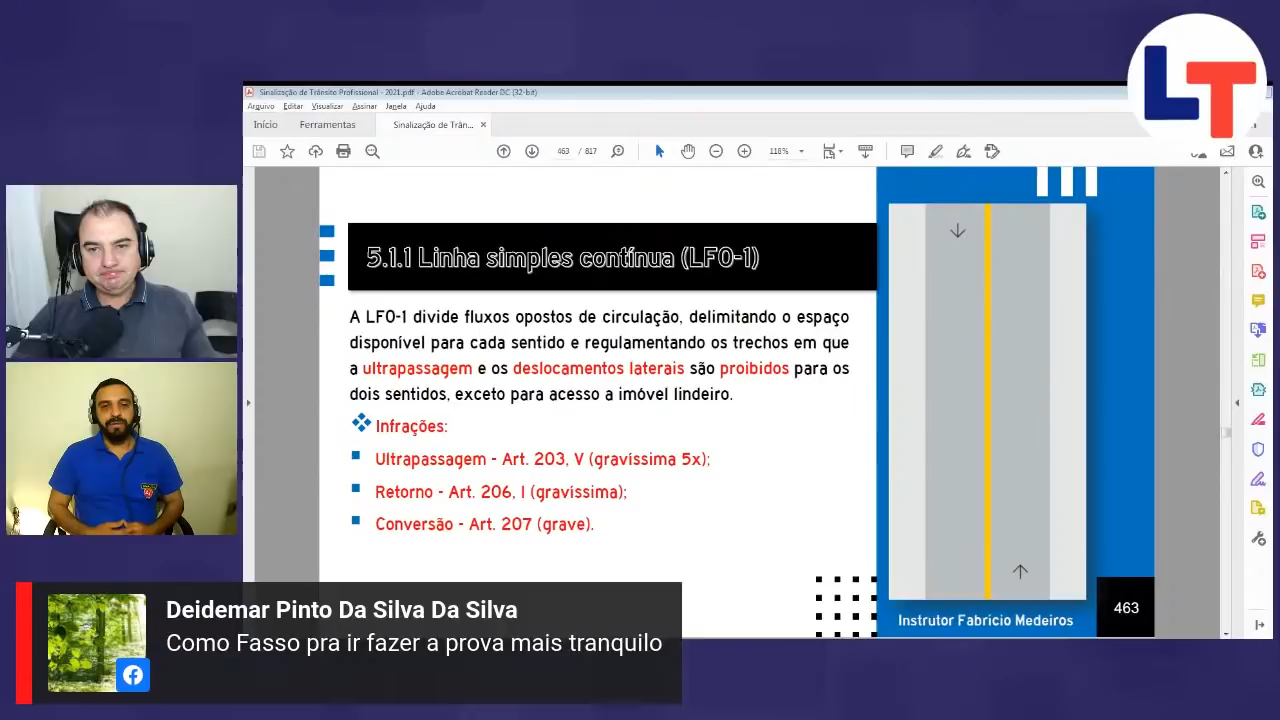 LT
Sinalização de Trânsito Profissional - 2021.pdf - Adobe Acrobat Reader DC (32-bit)
Arquivo Editar Visualizar Assinar Janela Ajuda
Início Ferramentas Sinalização de Trân... ×
463 / 817 118%
5.1.1 Linha simples contínua (LFO-1)
A LFO-1 divide fluxos opostos de circulação, delimitando o espaço
disponível para cada sentido e regulamentando os trechos em que
a ultrapassagem e os deslocamentos laterais são proibidos para os
dois sentidos, exceto para acesso a imóvel lindeiro.
Infrações:
Ultrapassagem - Art. 203, V (gravíssima 5x);
Retorno - Art. 206, I (gravíssima);
Conversão - Art. 207 (grave).
Instrutor Fabricio Medeiros
463
Deidemar Pinto Da Silva Da Silva
Como Fasso pra ir fazer a prova mais tranquilo